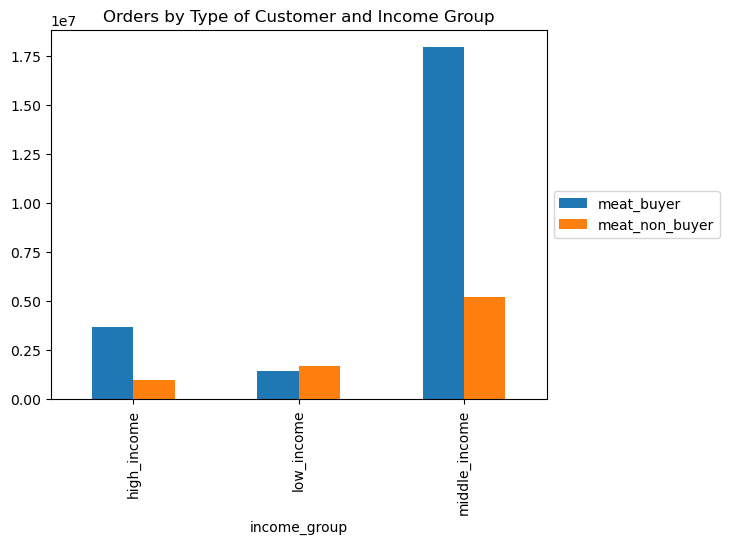 Orders by Type of Customer and Income Group
1e7
1.75
1.50
1.25
1.00
0.75
0.50
0.25
0.00
high_income
low_income
middle_income
income_group
meat_buyer
meat_non_buyer